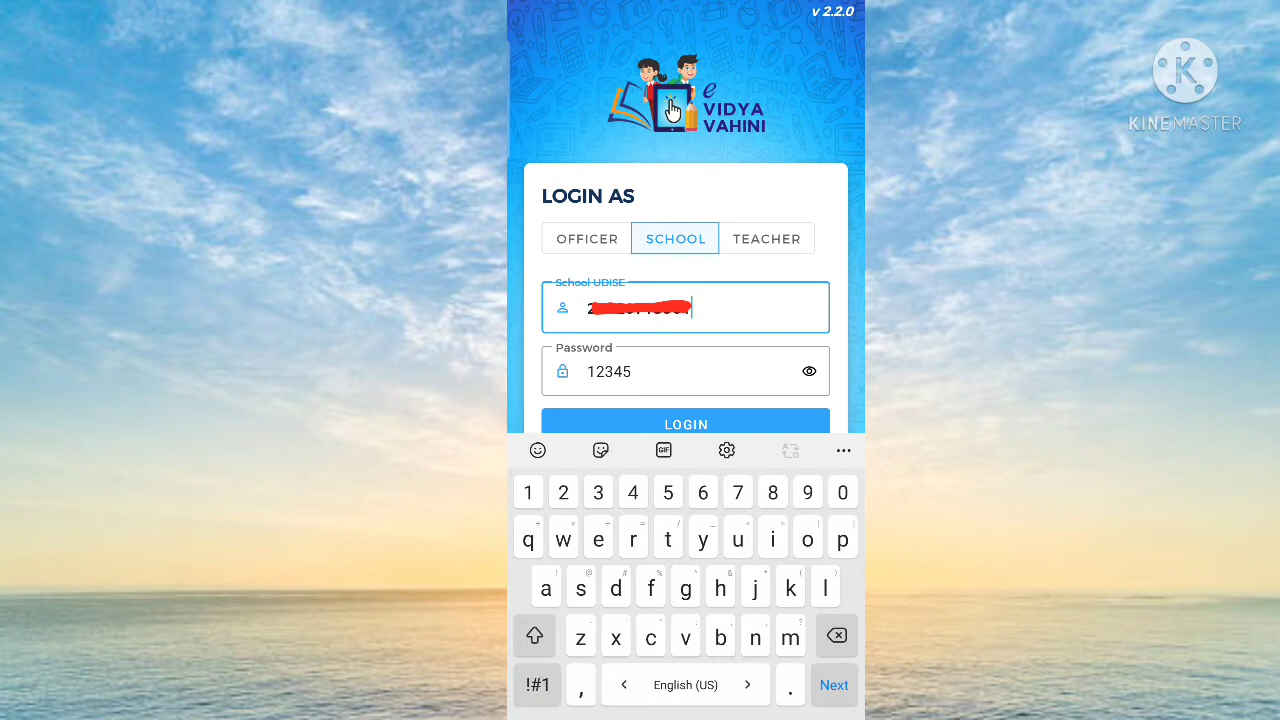 v 2.2.0
e
VIDYA
VAHINI
K
KINEMASTER
LOGIN AS
OFFICER SCHOOL TEACHER
School UDISE
Password
12345
LOGIN
GIF
1 2 3 4 5 6 7 8 9 0
q w e r t y u i o p
a s d f g h j k l
z x c v b n m
!#1 , < English (US) > . Next